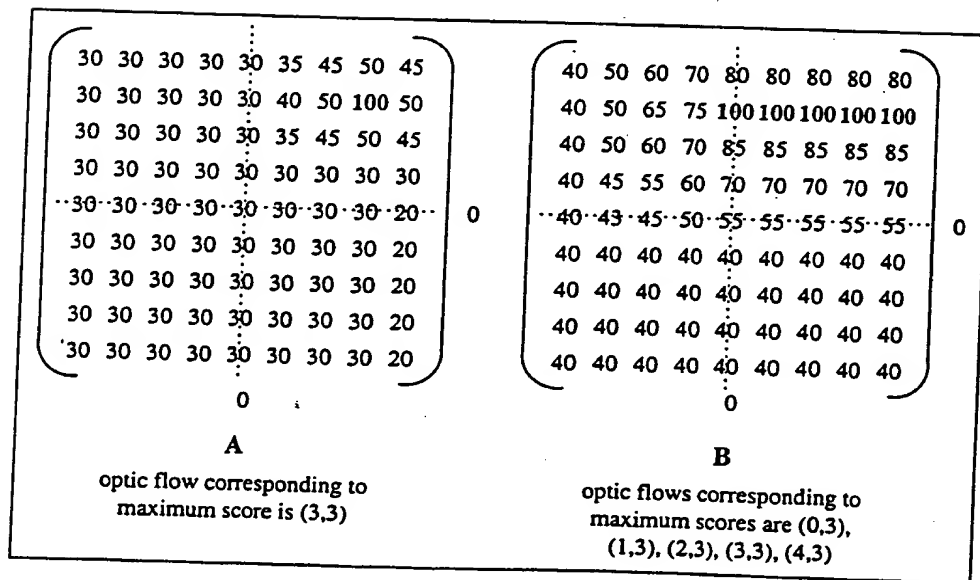 30 30 30 30 30 35 45 50 45
30 30 30 30 30 40 50 100 50
30 30 30 30 30 35 45 50 45
30 30 30 30 30 30 30 30 30
30 30 30 30 30 30 30 30 20 0
30 30 30 30 30 30 30 30 20
30 30 30 30 30 30 30 30 20
30 30 30 30 30 30 30 30 20
30 30 30 30 30 30 30 30 20
0
A
optic flow corresponding to
maximum score is (3,3)
40 50 60 70 80 80 80 80 80
40 50 65 75 100 100 100 100 100
40 50 60 70 85 85 85 85 85
40 45 55 60 70 70 70 70 70
40 43 45 50 55 55 55 55 55 0
40 40 40 40 40 40 40 40 40
40 40 40 40 40 40 40 40 40
40 40 40 40 40 40 40 40 40
40 40 40 40 40 40 40 40 40
0
B
optic flows corresponding to
maximum scores are (0,3),
(1,3), (2,3), (3,3), (4,3)